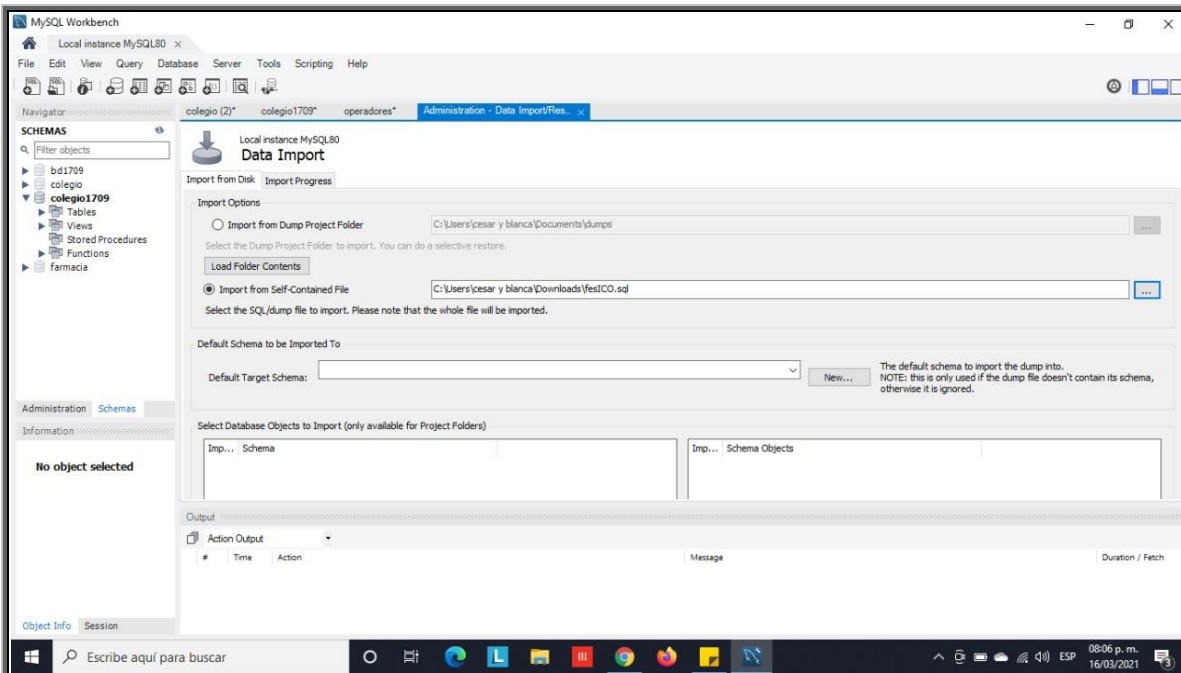 MySQL Workbench
Local instance MySQL80
File Edit View Query Database Server Tools Scripting Help
Navigator
SCHEMAS
Filter objects
bd1709
colegio
colegio1709
Tables
Views
Stored Procedures
Functions
farmacia
Administration Schemas
Information
No object selected
Object Info Session
colegio (2)* colegio1709* operadores* Administration - Data Import/Res...
Local instance MySQL80
Data Import
Import from Disk Import Progress
Import Options
Import from Dump Project Folder C:\Users\cesar y blanca\Documents\dumps ...
Select the Dump Project Folder to import. You can do a selective restore.
Load Folder Contents
Import from Self-Contained File C:\Users\cesar y blanca\Downloads\fesICO.sql ...
Select the SQL/dump file to import. Please note that the whole file will be imported.
Default Schema to be Imported To
Default Target Schema: New...
The default schema to import the dump into.
NOTE: this is only used if the dump file doesn't contain its schema,
otherwise it is ignored.
Select Database Objects to Import (only available for Project Folders)
Imp... Schema
Imp... Schema Objects
Output
Action Output
# Time Action Message Duration / Fetch
Escribe aquí para buscar
L
ESP
08:06 p. m.
16/03/2021
3